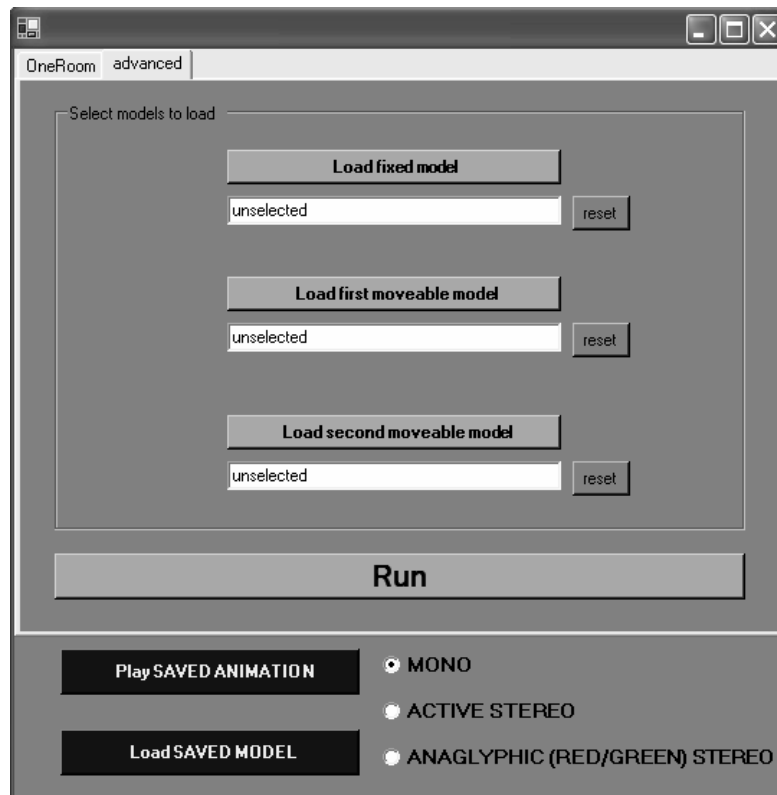 OneRoom advanced
Select models to load
Load fixed model
unselected reset
Load first moveable model
unselected reset
Load second moveable model
unselected reset
Run
Play SAVED ANIMATION
MONO
ACTIVE STEREO
Load SAVED MODEL
ANAGLYPHIC (RED/GREEN) STEREO